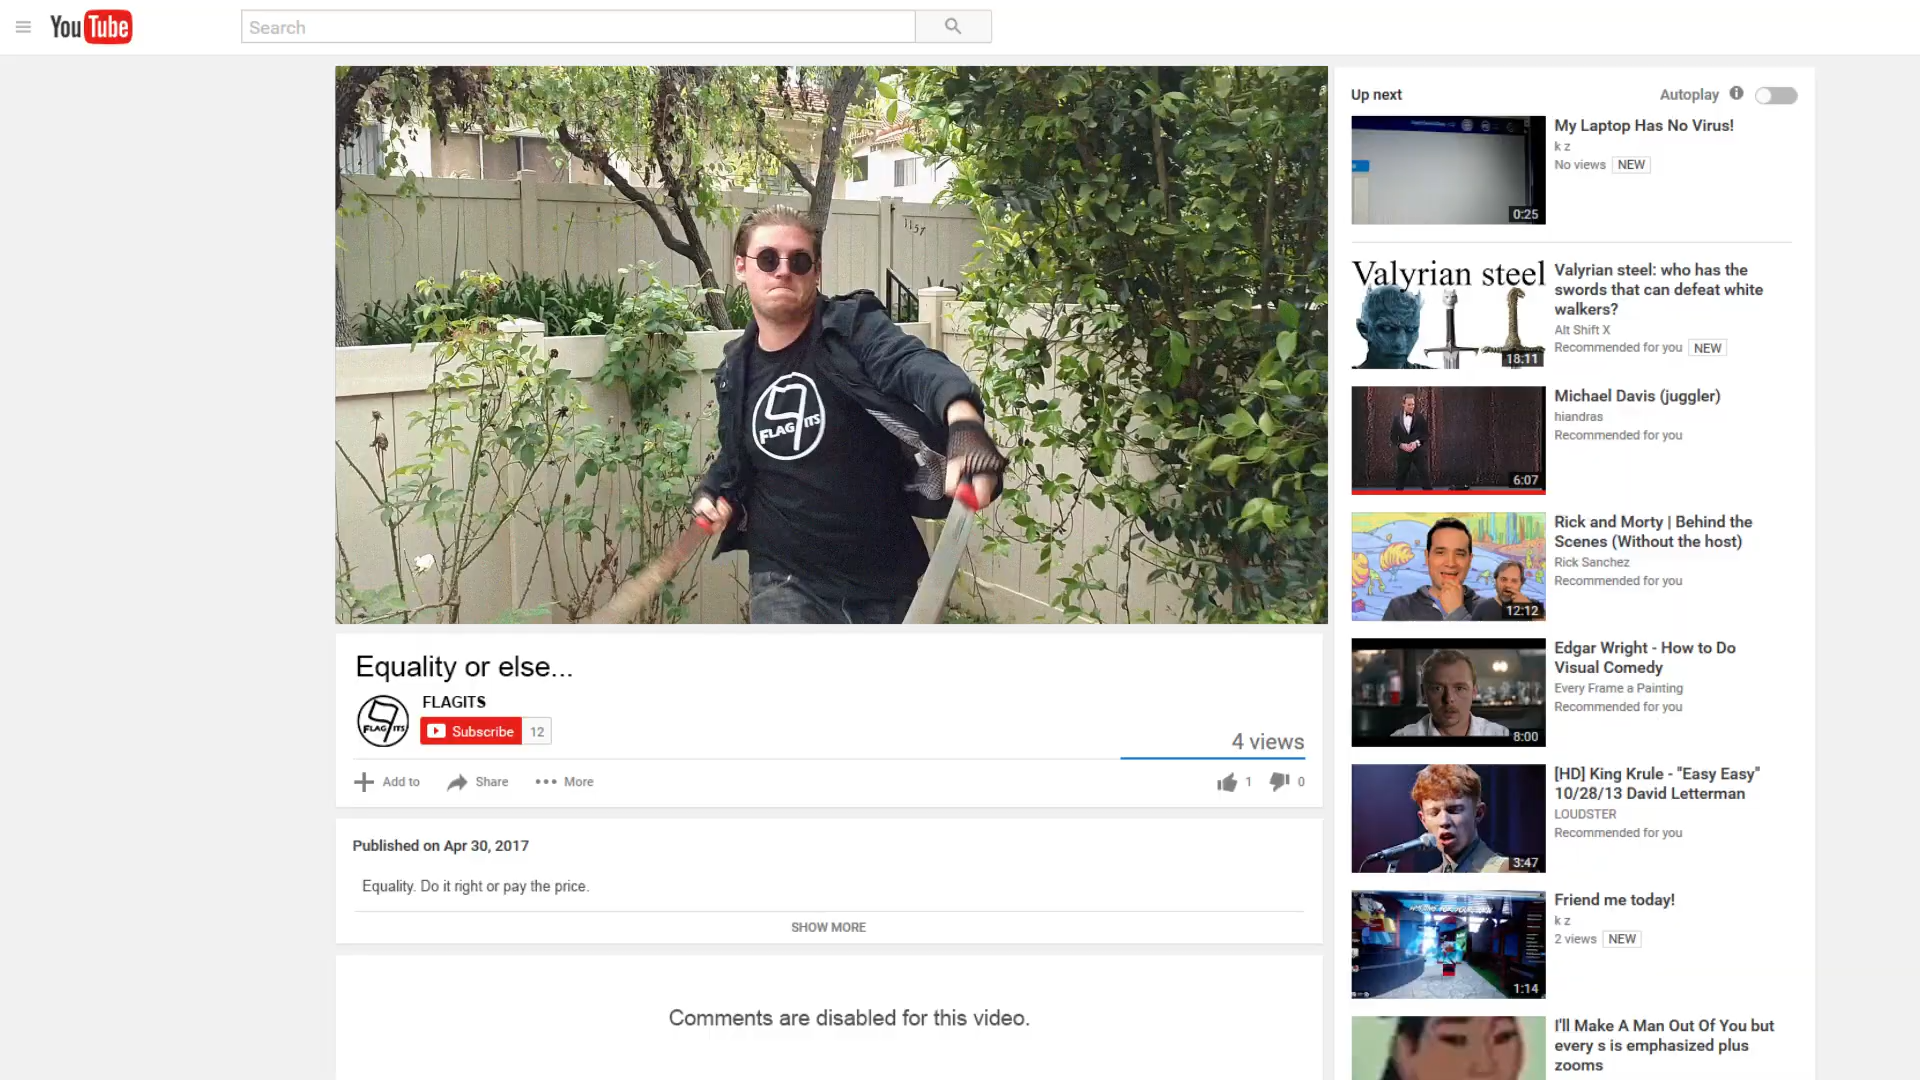 YouTube
Search
1157
FLAGITS
Equality or else...
FLAGITS
FLAGITS
Subscribe 12
4 views
Add to
Share
More
1
0
Published on Apr 30, 2017
Equality. Do it right or pay the price.
SHOW MORE
Comments are disabled for this video.
Up next
Autoplay
0:25
My Laptop Has No Virus!
k z
No views NEW
Valyrian steel
18:11
Valyrian steel: who has the
swords that can defeat white
walkers?
Alt Shift X
Recommended for you NEW
6:07
Michael Davis (juggler)
hiandras
Recommended for you
12:12
Rick and Morty | Behind the
Scenes (Without the host)
Rick Sanchez
Recommended for you
8:00
Edgar Wright - How to Do
Visual Comedy
Every Frame a Painting
Recommended for you
3:47
[HD] King Krule - "Easy Easy"
10/28/13 David Letterman
LOUDSTER
Recommended for you
1:14
Friend me today!
k z
2 views NEW
I'll Make A Man Out Of You but
every s is emphasized plus
zooms